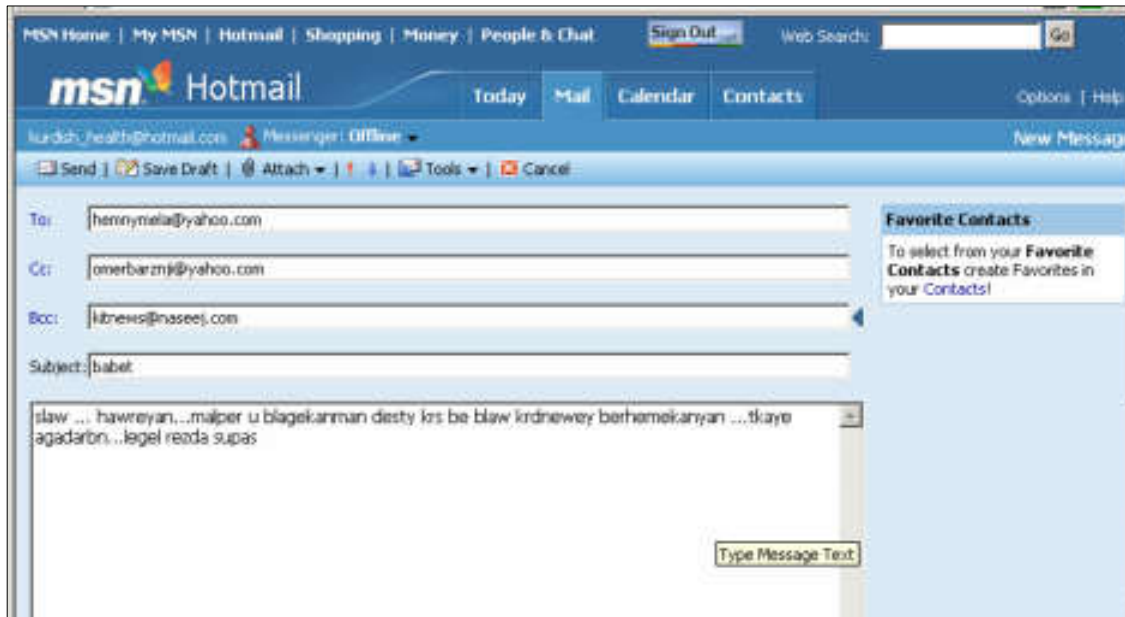 MSN Home | My MSN | Hotmail | Shopping | Money | People & Chat Sign Out Web Search: Go
msn Hotmail Today Mail Calendar Contacts Options | Help
kurdish_health@hotmail.com Messenger: Offline New Messag
Send | Save Draft | Attach | Tools | Cancel
To: hemnymela@yahoo.com
Cc: omerbarznji@yahoo.com
Bcc: kitnews@naseej.com
Subject: babet
slaw ... hawreyan...malper u blagekanman desty krs be blaw krdnewey berhemekanyan ...tkaye
agadarbn...legel rezda supas
Type Message Text
Favorite Contacts
To select from your Favorite
Contacts create Favorites in
your Contacts!